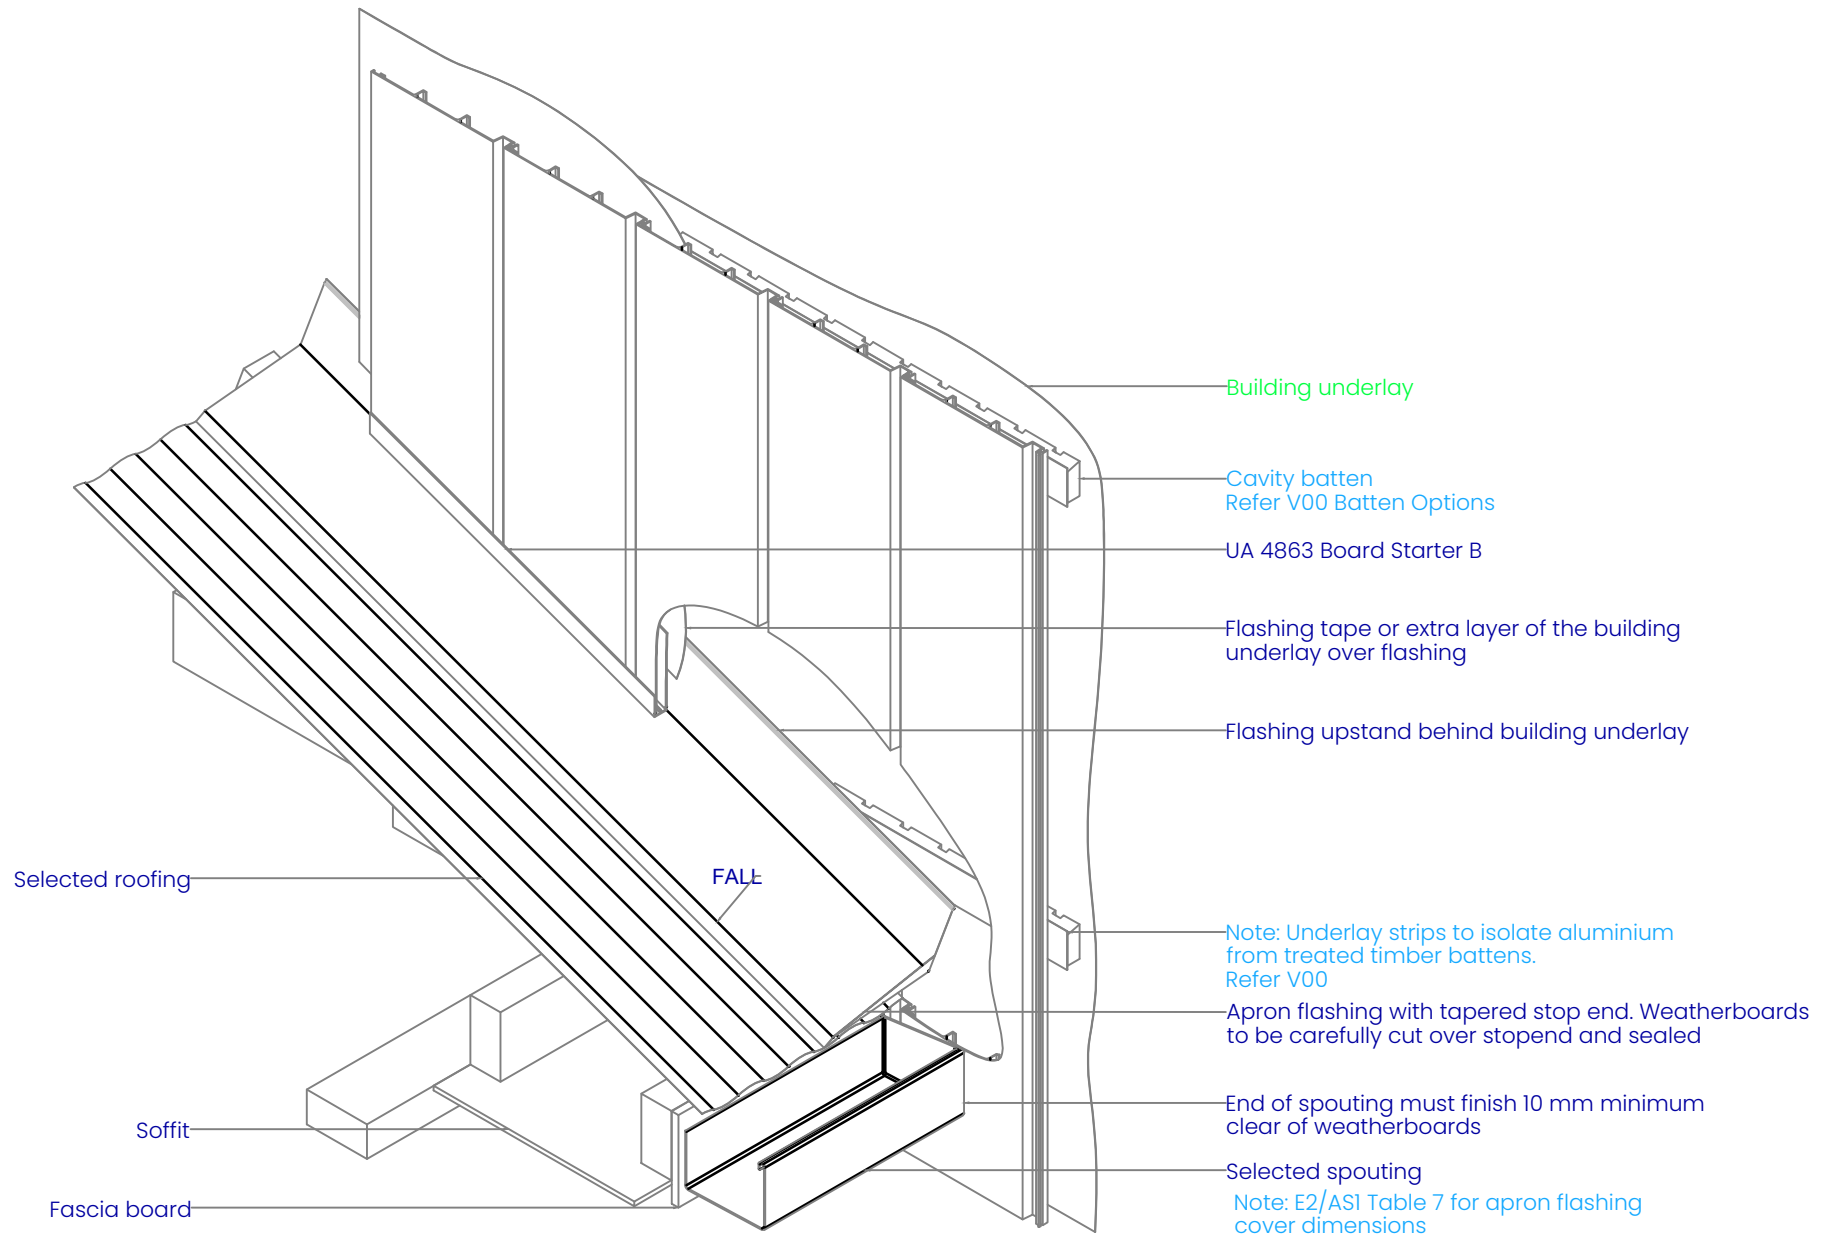 Building underlay
Cavity batten
Refer V00 Batten Options
UA 4863 Board Starter B
Flashing tape or extra layer of the building
underlay over flashing
Flashing upstand behind building underlay
Selected roofing
FALL
Note: Underlay strips to isolate aluminium
from treated timber battens.
Refer V00
Apron flashing with tapered stop end. Weatherboards
to be carefully cut over stopend and sealed
End of spouting must finish 10 mm minimum
clear of weatherboards
Soffit
Selected spouting
Fascia board
Note: E2/AS1 Table 7 for apron flashing
cover dimensions